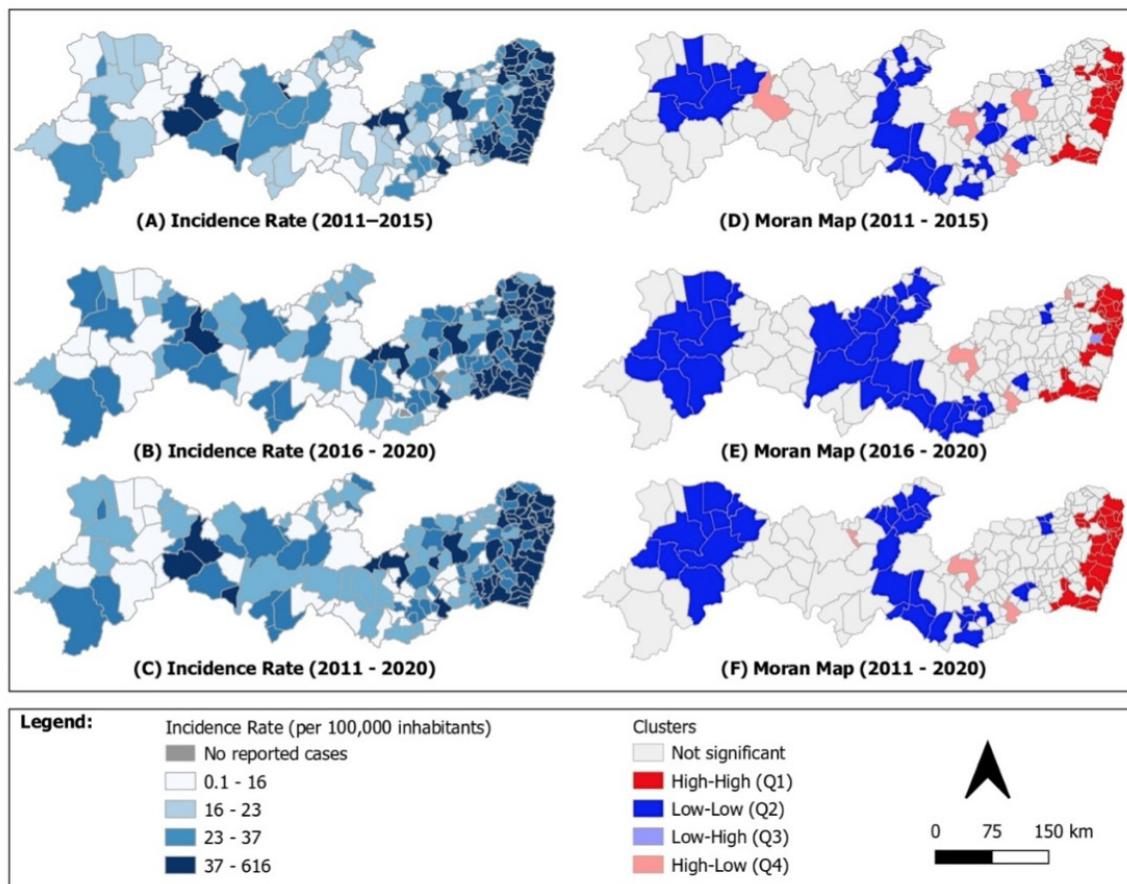 (A) Incidence Rate (2011–2015)
(D) Moran Map (2011 - 2015)
(B) Incidence Rate (2016 - 2020)
(E) Moran Map (2016 - 2020)
(C) Incidence Rate (2011 - 2020)
(F) Moran Map (2011 - 2020)
Legend:
Incidence Rate (per 100,000 inhabitants)
No reported cases
0.1 - 16
16 - 23
23 - 37
37 - 616
Clusters
Not significant
High-High (Q1)
Low-Low (Q2)
Low-High (Q3)
High-Low (Q4)
0 75 150 km